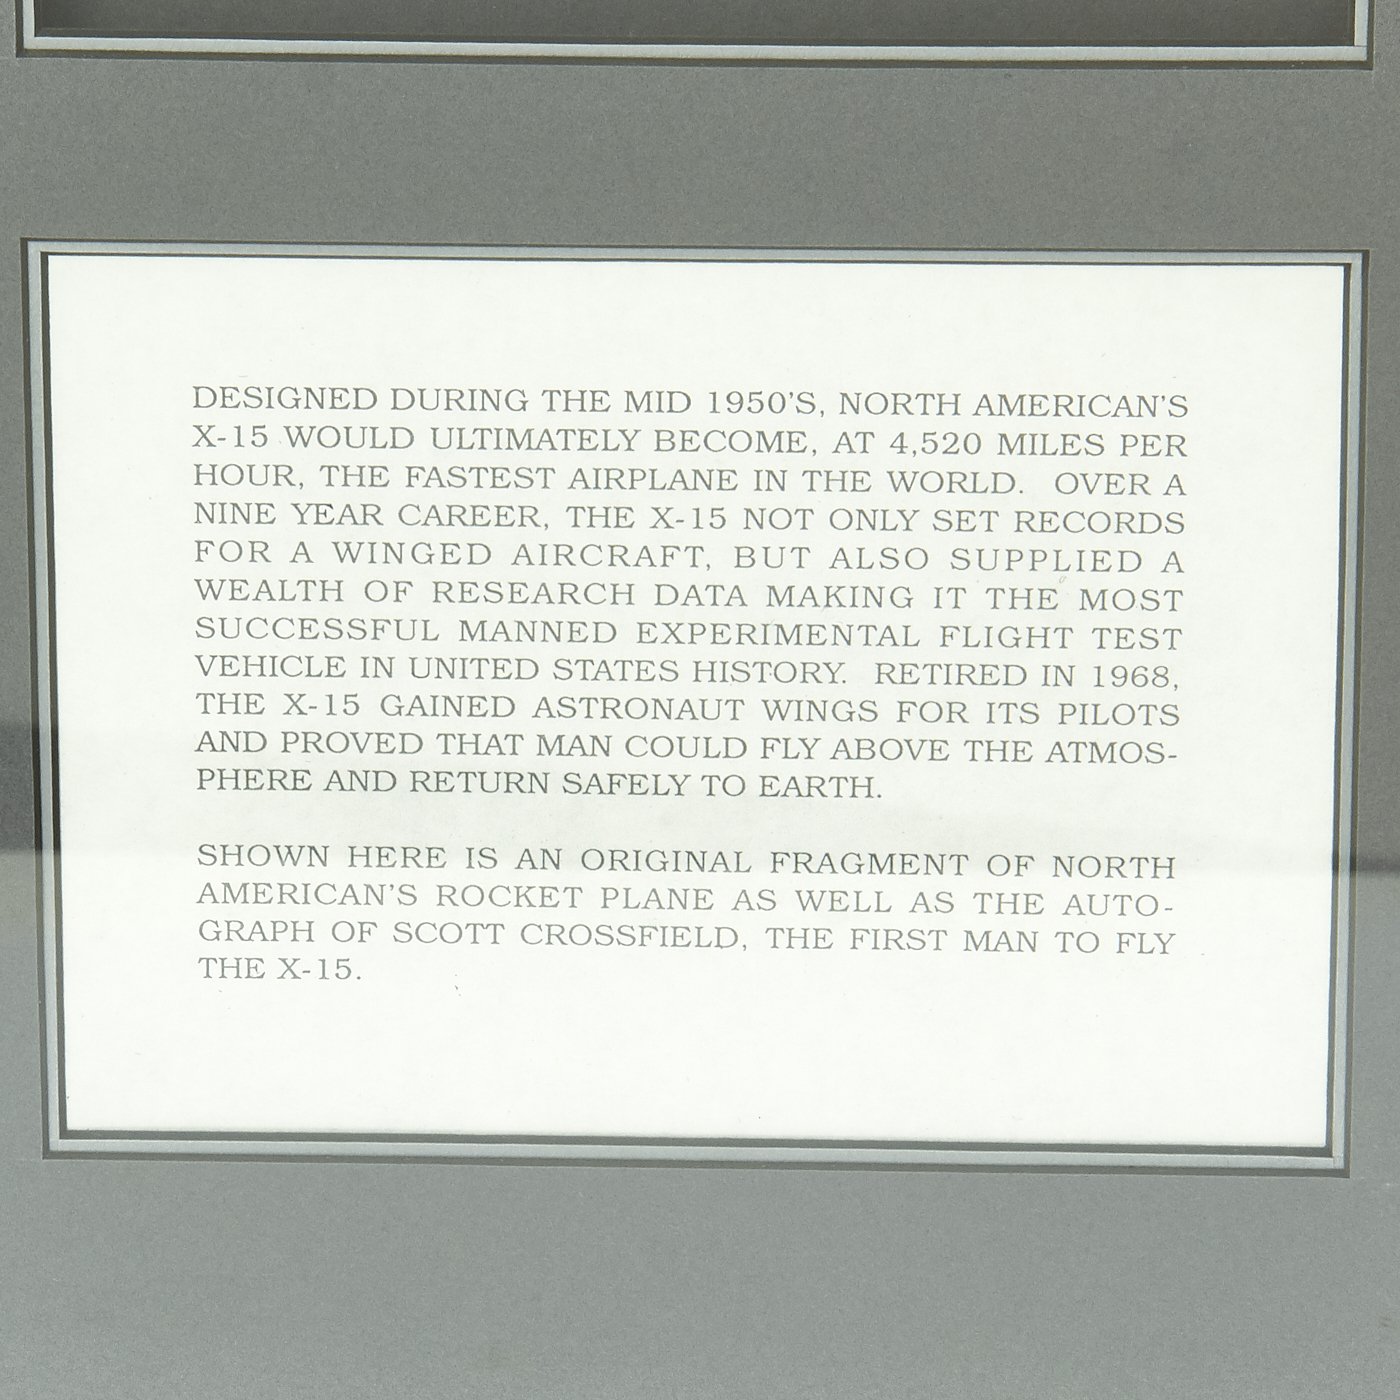 DESIGNED DURING THE MID 1950'S, NORTH AMERICAN'S
X-15 WOULD ULTIMATELY BECOME, AT 4,520 MILES PER
HOUR, THE FASTEST AIRPLANE IN THE WORLD. OVER A
NINE YEAR CAREER, THE X-15 NOT ONLY SET RECORDS
FOR A WINGED AIRCRAFT, BUT ALSO SUPPLIED A
WEALTH OF RESEARCH DATA MAKING IT THE MOST
SUCCESSFUL MANNED EXPERIMENTAL FLIGHT TEST
VEHICLE IN UNITED STATES HISTORY. RETIRED IN 1968,
THE X-15 GAINED ASTRONAUT WINGS FOR ITS PILOTS
AND PROVED THAT MAN COULD FLY ABOVE THE ATMOS-
PHERE AND RETURN SAFELY TO EARTH.

SHOWN HERE IS AN ORIGINAL FRAGMENT OF NORTH
AMERICAN'S ROCKET PLANE AS WELL AS THE AUTO-
GRAPH OF SCOTT CROSSFIELD, THE FIRST MAN TO FLY
THE X-15.